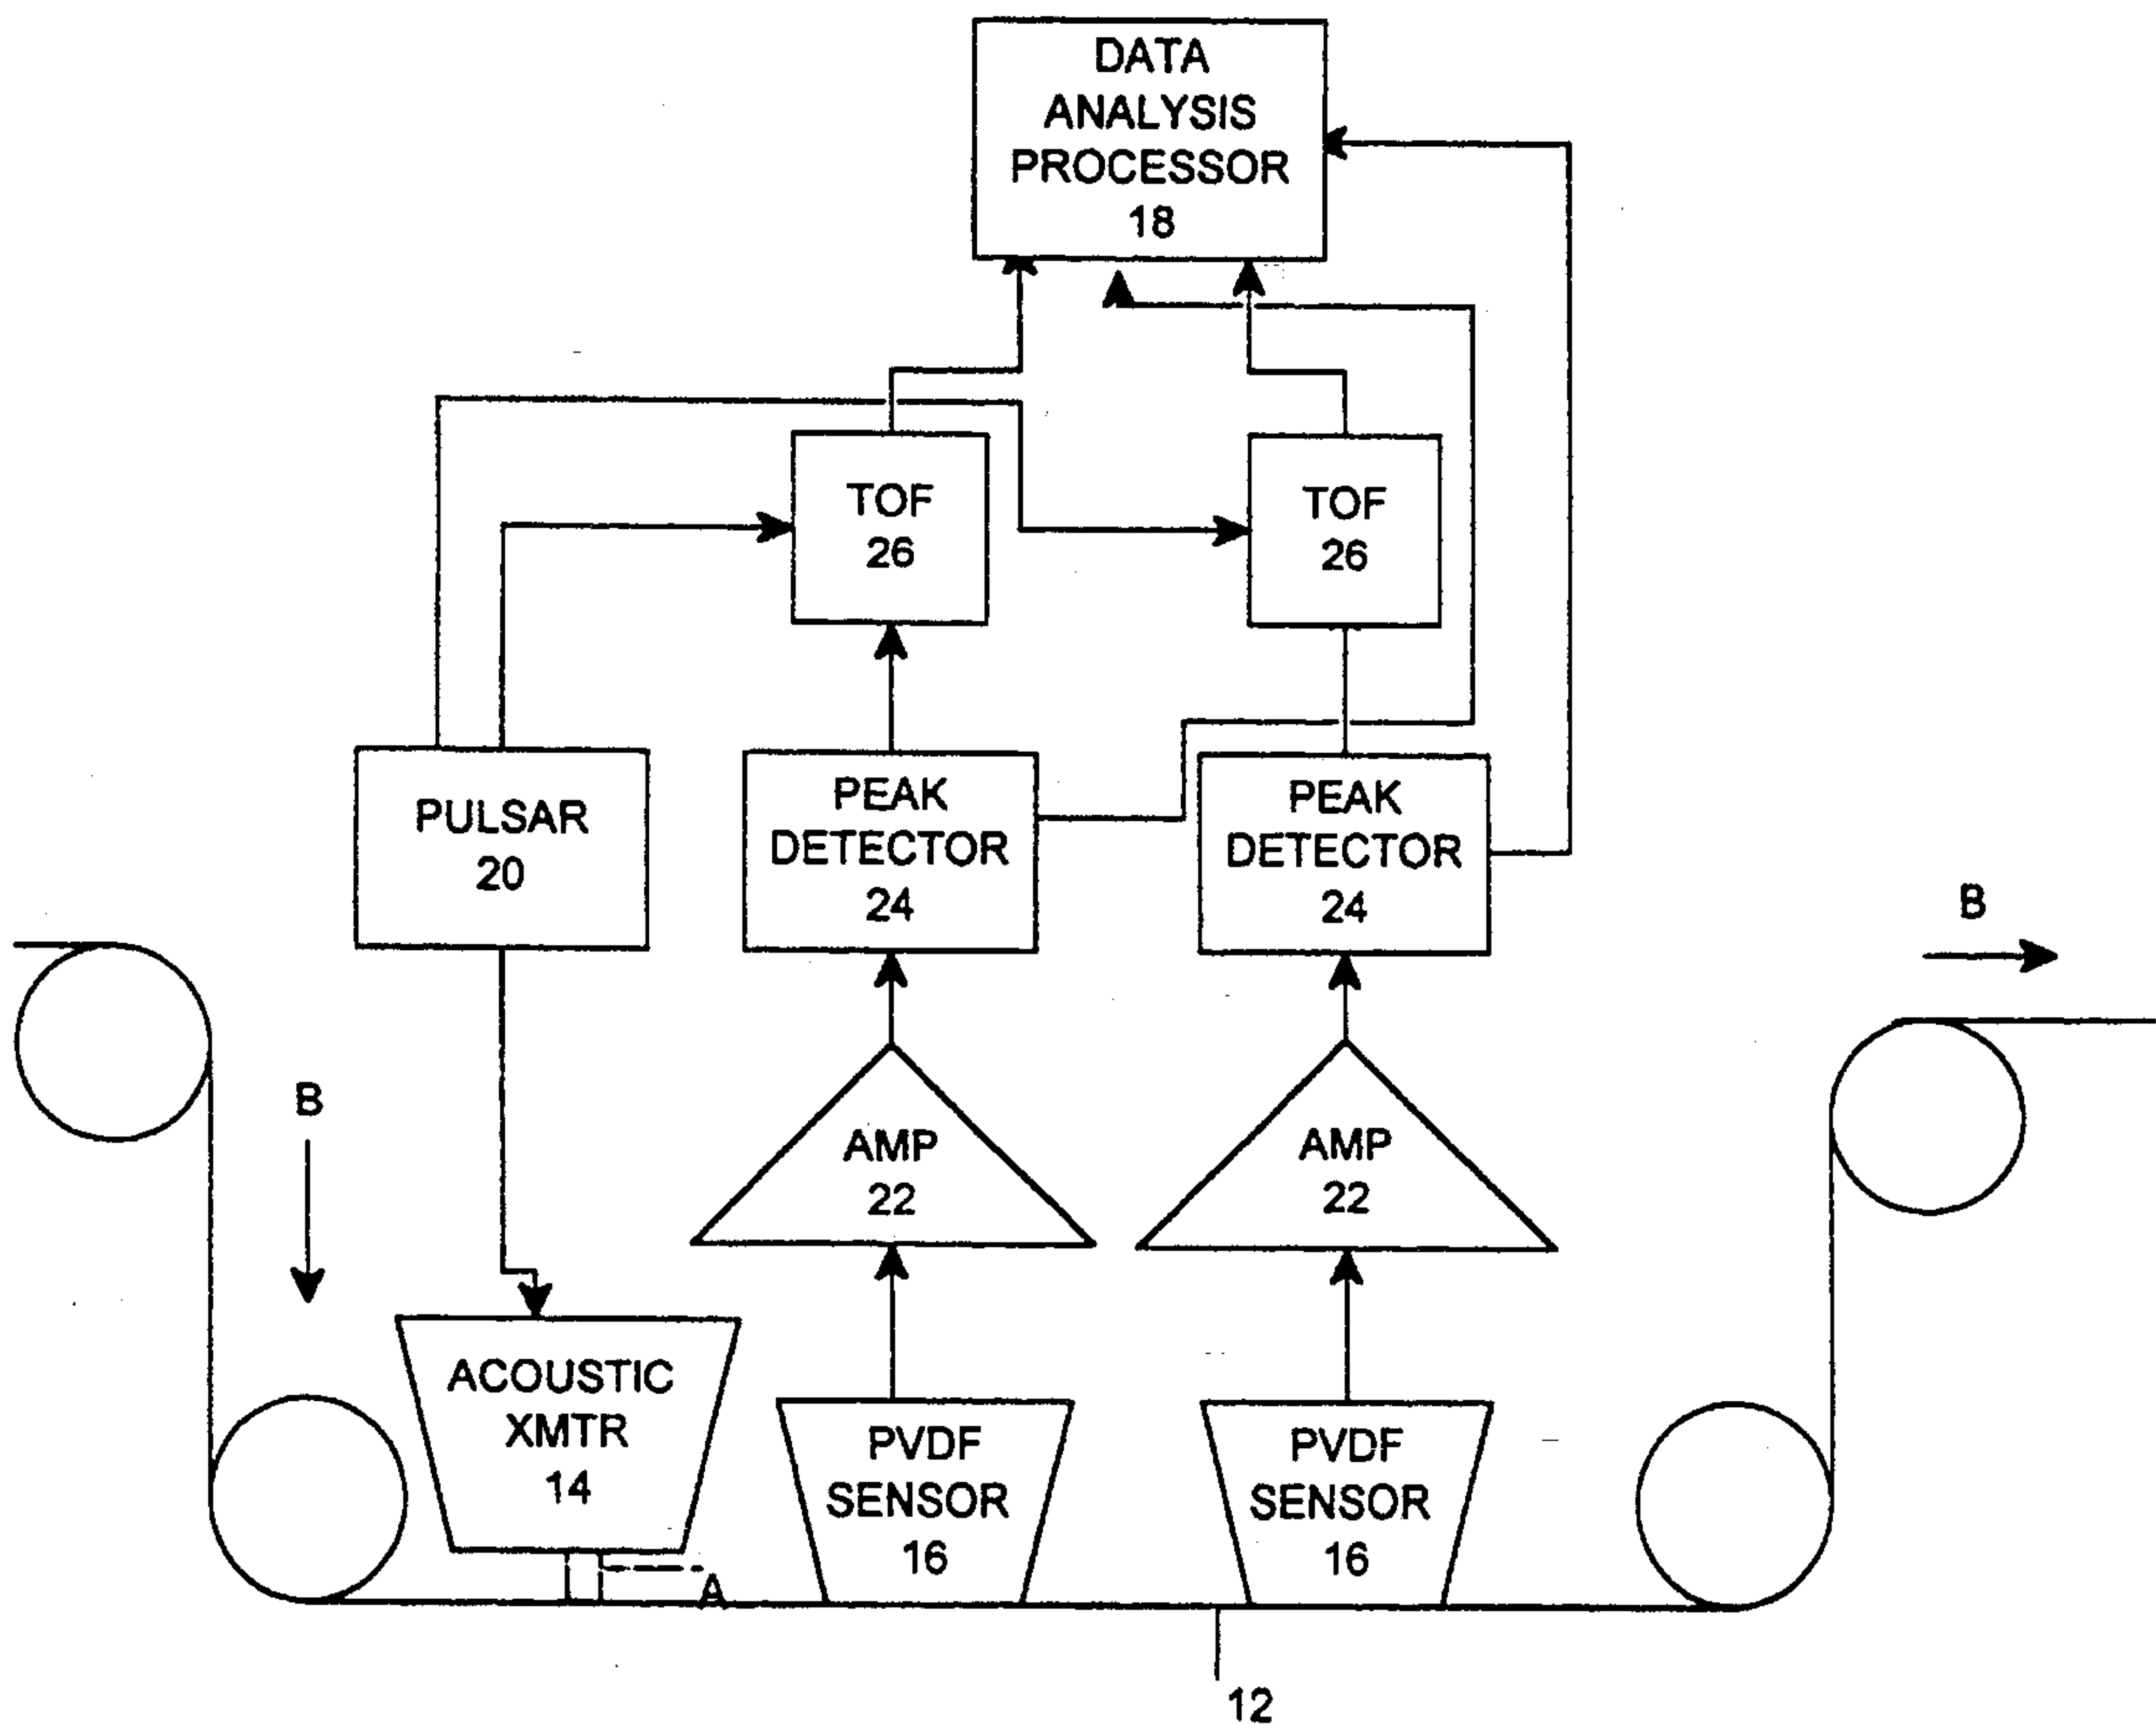 DATA
ANALYSIS
PROCESSOR
18
TOF
26
TOF
26
PULSAR
20
PEAK
DETECTOR
24
PEAK
DETECTOR
24
B
B
AMP
22
AMP
22
ACOUSTIC
XMTR
14
PVDF
SENSOR
16
PVDF
SENSOR
16
A
12